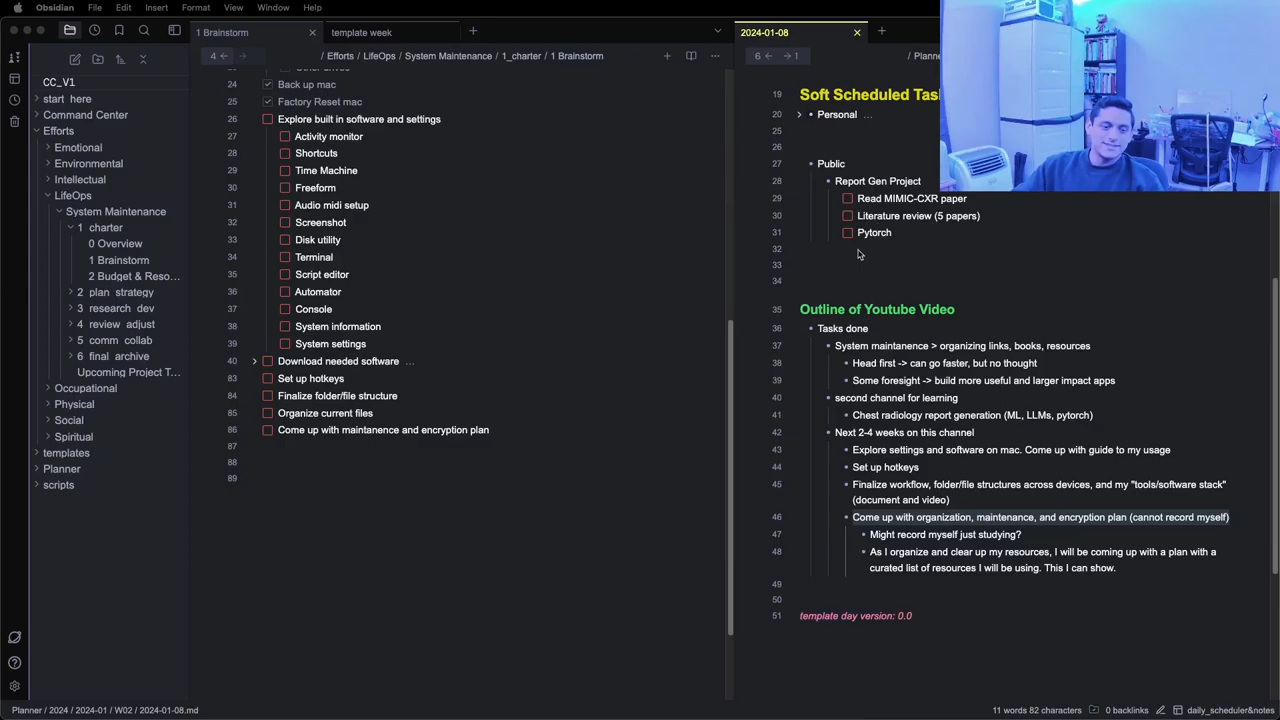 Obsidian File Edit Insert Format View Window Help
1 Brainstorm
template week
2024-01-08
4
Efforts / LifeOps / System Maintenance / 1_charter / 1 Brainstorm
6 1
/ Planne
CC_V1
start here
Command Center
Efforts
Emotional
Environmental
Intellectual
LifeOps
System Maintenance
1 charter
0 Overview
1 Brainstorm
2 Budget & Reso...
2 plan strategy
3 research dev
4 review adjust
5 comm collab
6 final archive
Upcoming Project T...
Occupational
Physical
Social
Spiritual
templates
Planner
scripts
24 Back up mac
25 Factory Reset mac
26 Explore built in software and settings
27 Activity monitor
28 Shortcuts
29 Time Machine
30 Freeform
31 Audio midi setup
32 Screenshot
33 Disk utility
34 Terminal
35 Script editor
36 Automator
37 Console
38 System information
39 System settings
40 Download needed software ...
83 Set up hotkeys
84 Finalize folder/file structure
85 Organize current files
86 Come up with maintanence and encryption plan
87
88
89
19 Soft Scheduled Tas
20 Personal ...
25
26
27 Public
28 Report Gen Project
29 Read MIMIC-CXR paper
30 Literature review (5 papers)
31 Pytorch
32
33
34
35 Outline of Youtube Video
36 Tasks done
37 System maintanence > organizing links, books, resources
38 Head first -> can go faster, but no thought
39 Some foresight -> build more useful and larger impact apps
40 second channel for learning
41 Chest radiology report generation (ML, LLMs, pytorch)
42 Next 2-4 weeks on this channel
43 Explore settings and software on mac. Come up with guide to my usage
44 Set up hotkeys
45 Finalize workflow, folder/file structures across devices, and my "tools/software stack"
(document and video)
46 Come up with organization, maintenance, and encryption plan (cannot record myself)
47 Might record myself just studying?
48 As I organize and clear up my resources, I will be coming up with a plan with a
curated list of resources I will be using. This I can show.
49
50
51 template day version: 0.0
Planner / 2024 / 2024-01 / W02 / 2024-01-08.md
11 words 82 characters
0 backlinks
daily_scheduler&notes